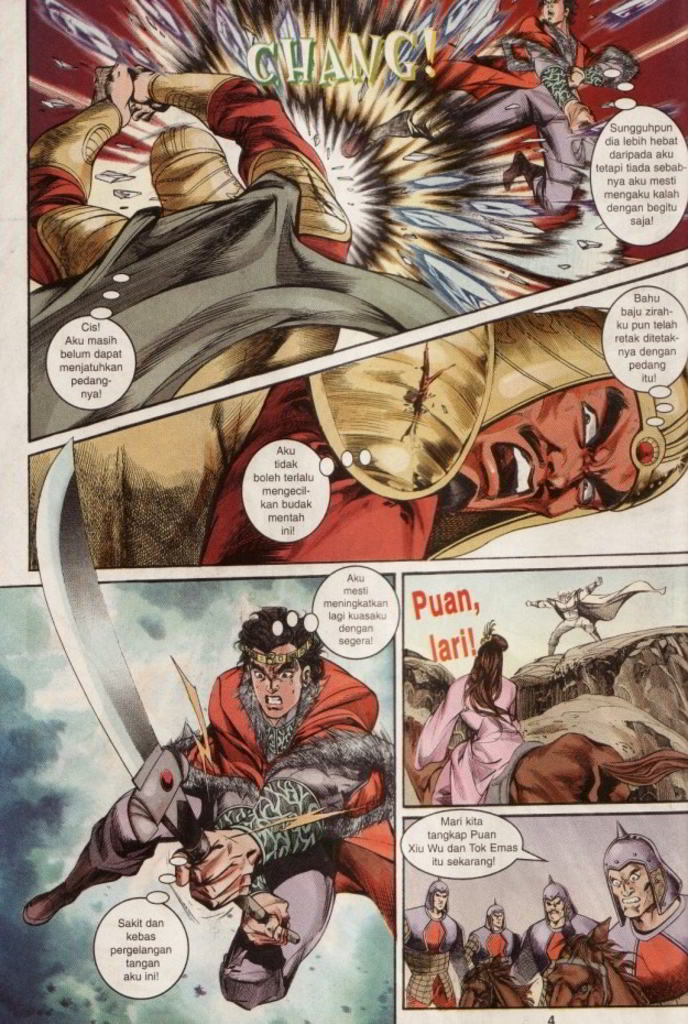 CHANG!
Sungguhpun
dia lebih hebat
daripada aku
tetapi tiada sebab-
nya aku mesti
mengaku kalah
dengan begitu
saja!
Cis!
Aku masih
belum dapat
menjatuhkan
pedang-
nya!
Bahu
baju zirah-
ku pun telah
retak ditetak-
nya dengan
pedang
itu!
Aku
tidak
boleh terlalu
mengecil-
kan budak
mentah
ini!
Aku
mesti
meningkatkan
lagi kuasaku
dengan
segera!
Sakit dan
kebas
pergelangan
tangan
aku ini!
Puan,
lari!
Mari kita
tangkap Puan
Xiu Wu dan Tok Emas
itu sekarang!
4